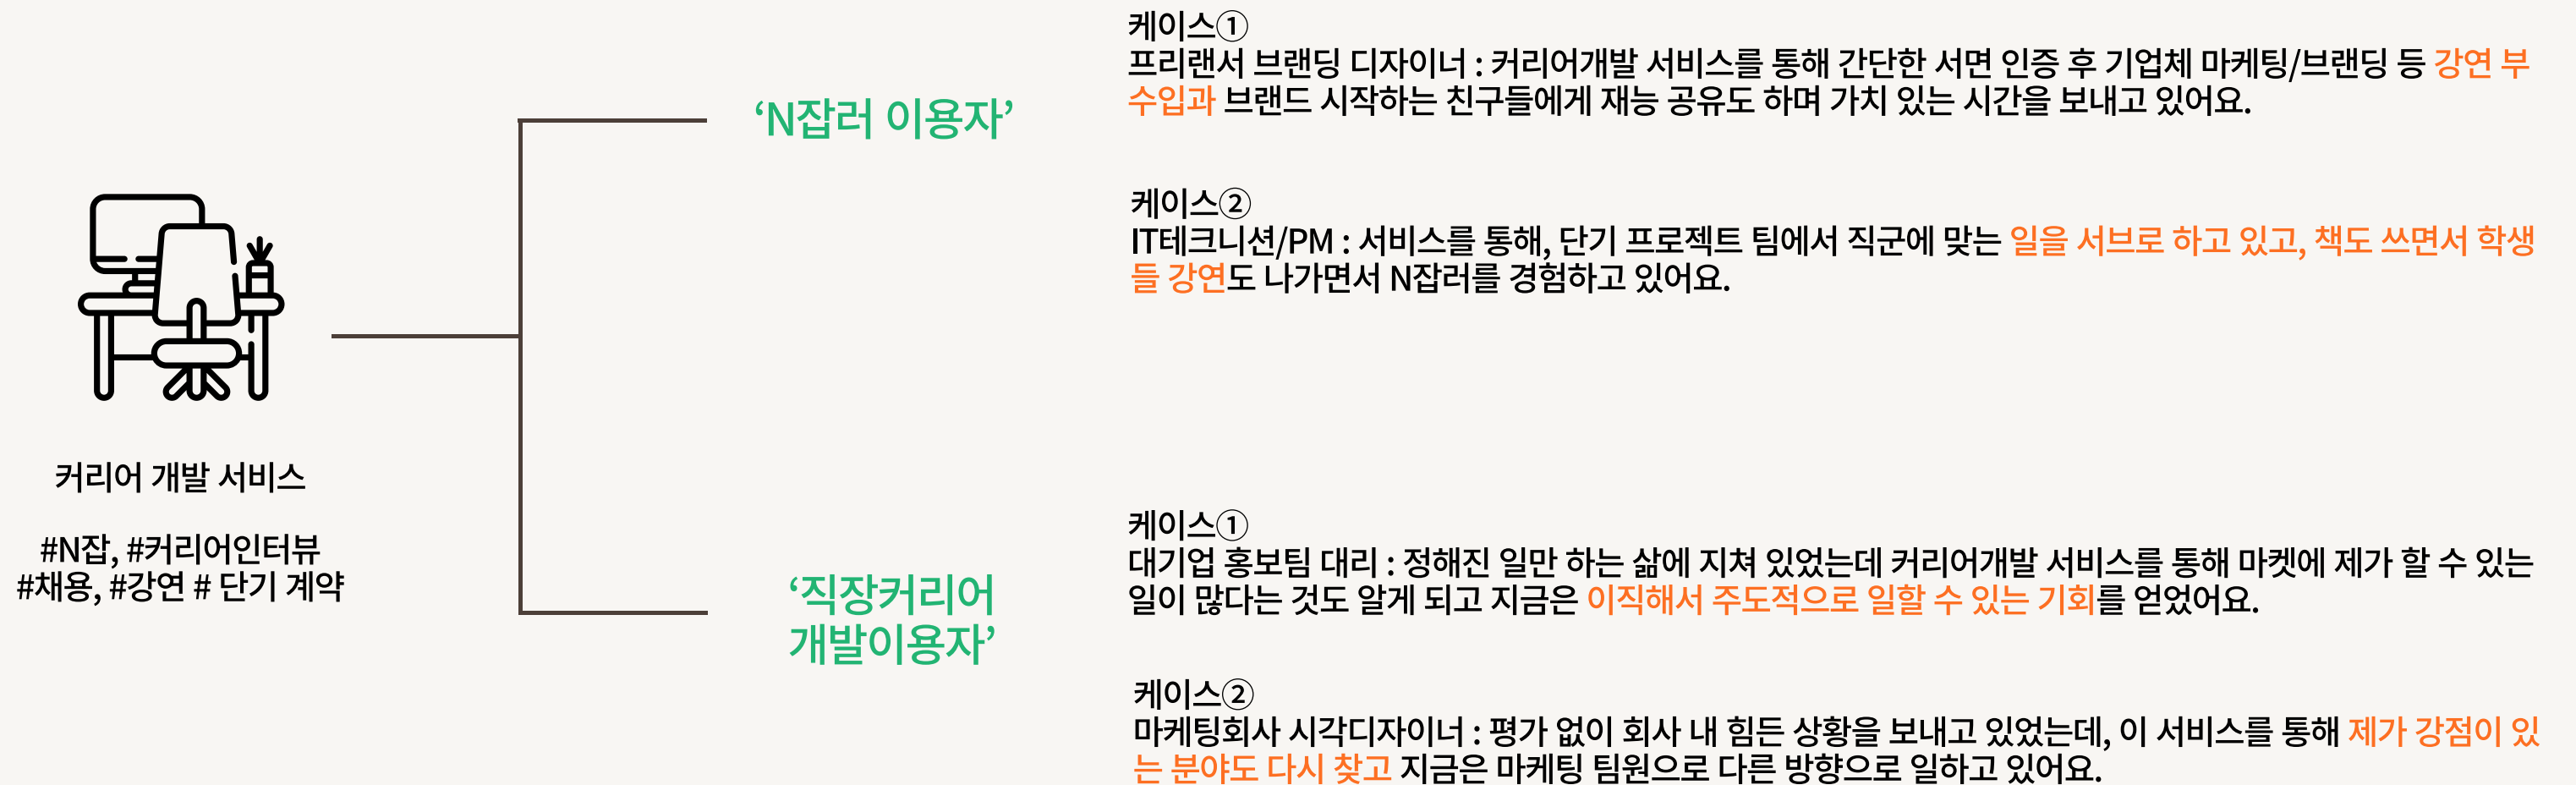 커리어 개발 서비스
#N잡, #커리어인터뷰
#채용, #강연 # 단기 계약
‘N잡러 이용자’
케이스①
프리랜서 브랜딩 디자이너 : 커리어개발 서비스를 통해 간단한 서면 인증 후 기업체 마케팅/브랜딩 등 강연 부
수입과 브랜드 시작하는 친구들에게 재능 공유도 하며 가치 있는 시간을 보내고 있어요.
케이스②
IT테크니션/PM : 서비스를 통해, 단기 프로젝트 팀에서 직군에 맞는 일을 서브로 하고 있고, 책도 쓰면서 학생
들 강연도 나가면서 N잡러를 경험하고 있어요.
‘직장커리어
개발이용자’
케이스①
대기업 홍보팀 대리 : 정해진 일만 하는 삶에 지쳐 있었는데 커리어개발 서비스를 통해 마켓에 제가 할 수 있는
일이 많다는 것도 알게 되고 지금은 이직해서 주도적으로 일할 수 있는 기회를 얻었어요.
케이스②
마케팅회사 시각디자이너 : 평가 없이 회사 내 힘든 상황을 보내고 있었는데, 이 서비스를 통해 제가 강점이 있
는 분야도 다시 찾고 지금은 마케팅 팀원으로 다른 방향으로 일하고 있어요.